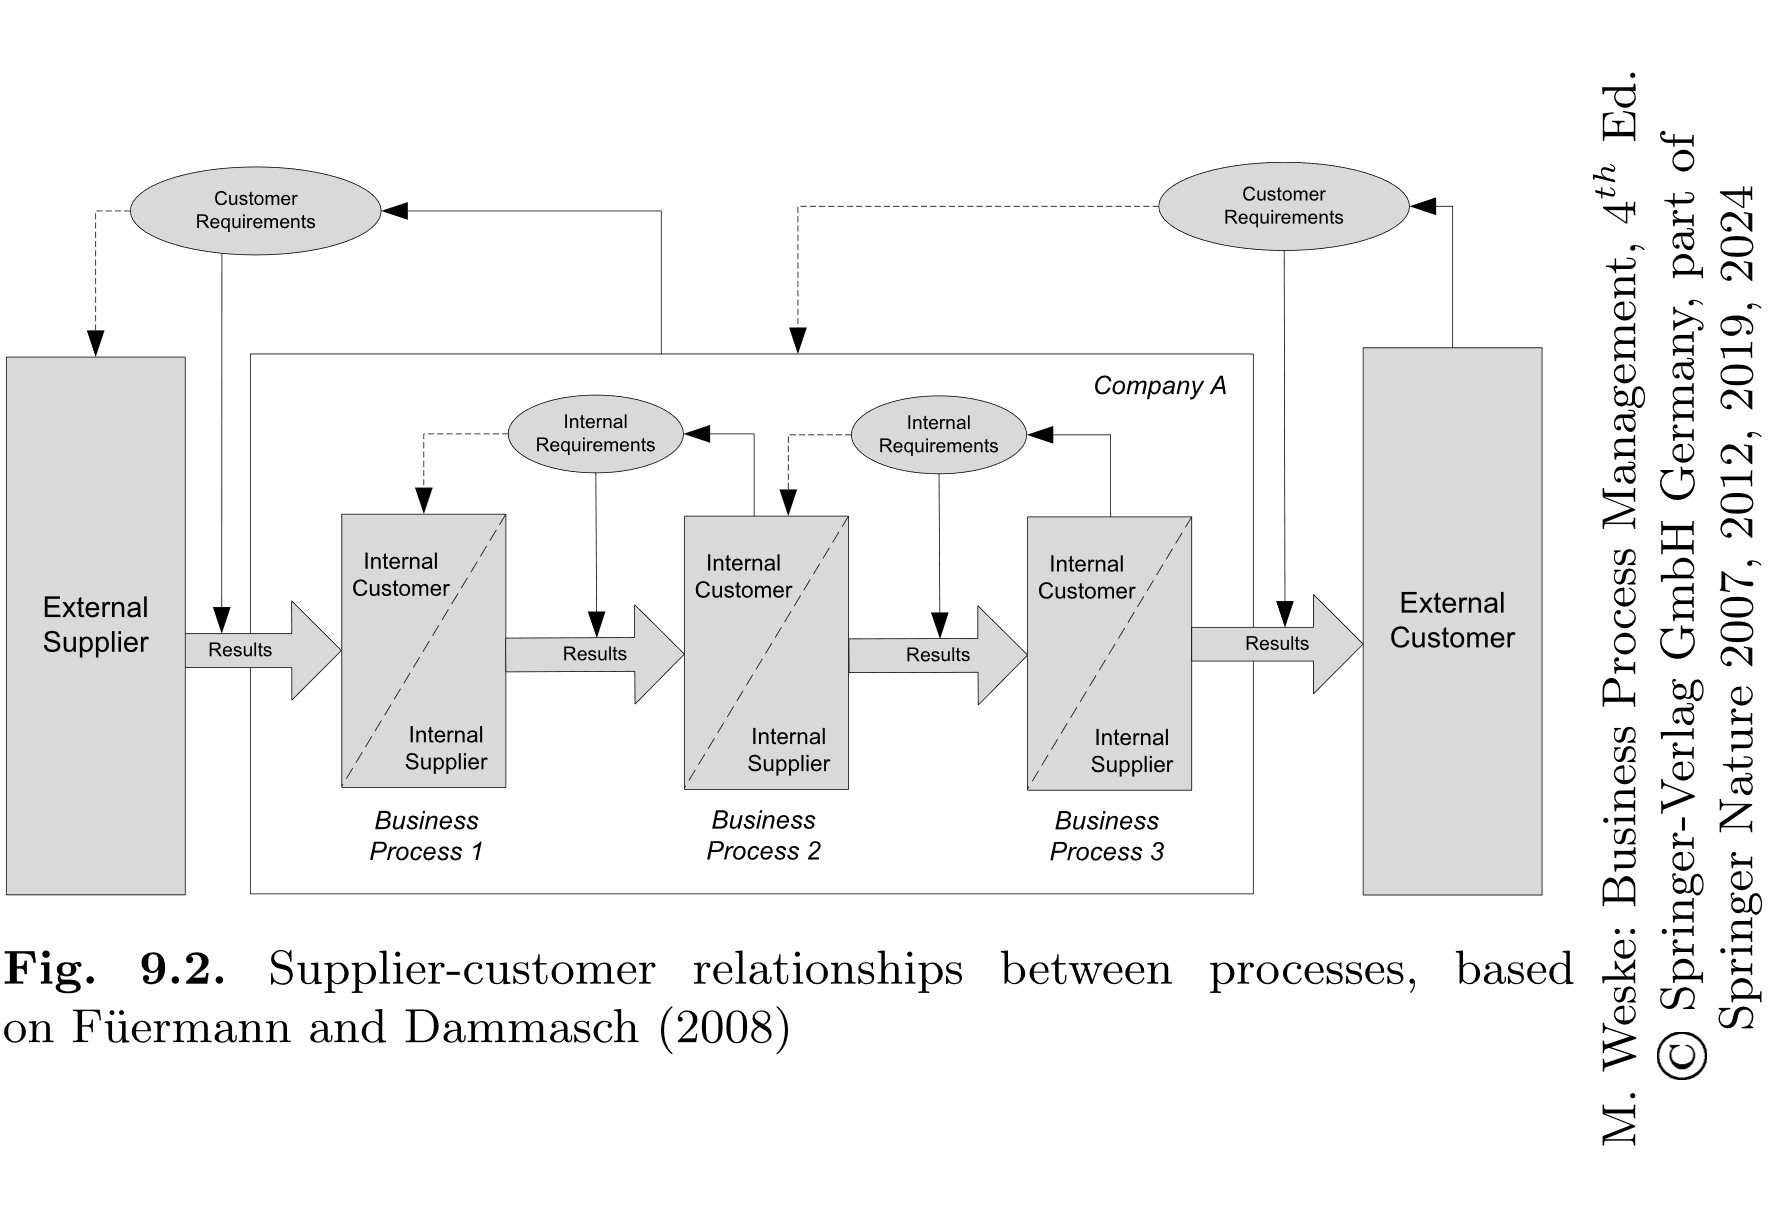 Customer
Requirements
Customer
Requirements
Company A
Internal
Requirements
Internal
Requirements
External
Supplier
Results
Internal
Customer
Internal
Supplier
Results
Internal
Customer
Internal
Supplier
Results
Internal
Customer
Internal
Supplier
Results
External
Customer
Business
Process 1
Business
Process 2
Business
Process 3
Fig. 9.2. Supplier-customer relationships between processes, based
on Füermann and Dammasch (2008)
M. Weske: Business Process Management, 4th Ed.
© Springer-Verlag GmbH Germany, part of
Springer Nature 2007, 2012, 2019, 2024